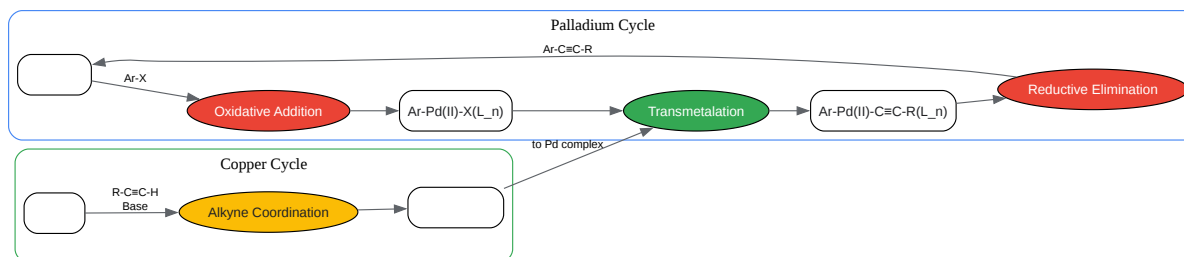 Palladium Cycle
Ar-C≡C-R
Ar-X
Oxidative Addition
Ar-Pd(II)-X(L_n)
Transmetalation
Ar-Pd(II)-C≡C-R(L_n)
Reductive Elimination
to Pd complex
Copper Cycle
R-C≡C-H
Base
Alkyne Coordination